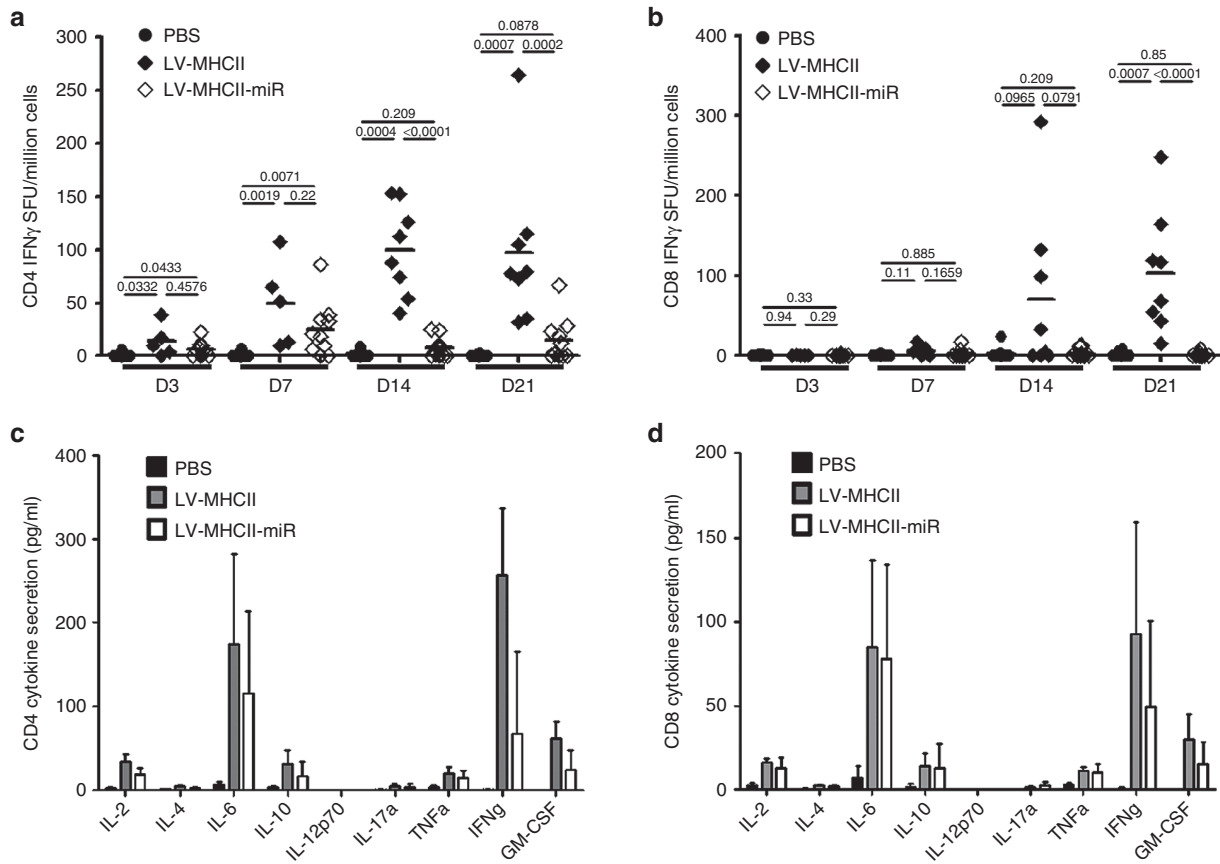 a
CD4 IFNγ SFU/million cells
300
250
200
150
100
50
0
PBS
LV-MHCII
LV-MHCII-miR
0.0433
0.0332 0.4576
0.0071
0.0019 0.22
0.209
0.0004 <0.0001
0.0878
0.0007 0.0002
D3 D7 D14 D21
b
CD8 IFNγ SFU/million cells
400
300
200
100
0
PBS
LV-MHCII
LV-MHCII-miR
0.33
0.94 0.29
0.885
0.11 0.1659
0.209
0.0965 0.0791
0.85
0.0007 <0.0001
D3 D7 D14 D21
c
CD4 cytokine secretion (pg/ml)
400
300
200
100
0
PBS
LV-MHCII
LV-MHCII-miR
IL-2 IL-4 IL-6 IL-10 IL-12p70 IL-17a TNFa IFNg GM-CSF
d
CD8 cytokine secretion (pg/ml)
200
150
100
50
0
PBS
LV-MHCII
LV-MHCII-miR
IL-2 IL-4 IL-6 IL-10 IL-12p70 IL-17a TNFa IFNg GM-CSF